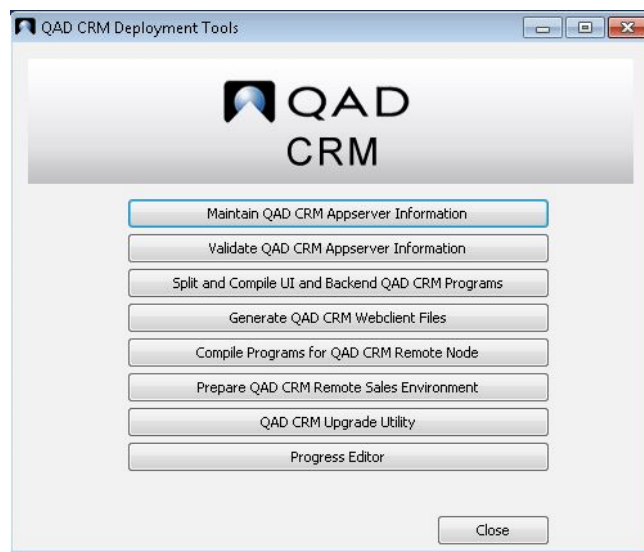 QAD CRM Deployment Tools
QAD
CRM
Maintain QAD CRM Appserver Information
Validate QAD CRM Appserver Information
Split and Compile UI and Backend QAD CRM Programs
Generate QAD CRM Webclient Files
Compile Programs for QAD CRM Remote Node
Prepare QAD CRM Remote Sales Environment
QAD CRM Upgrade Utility
Progress Editor
Close